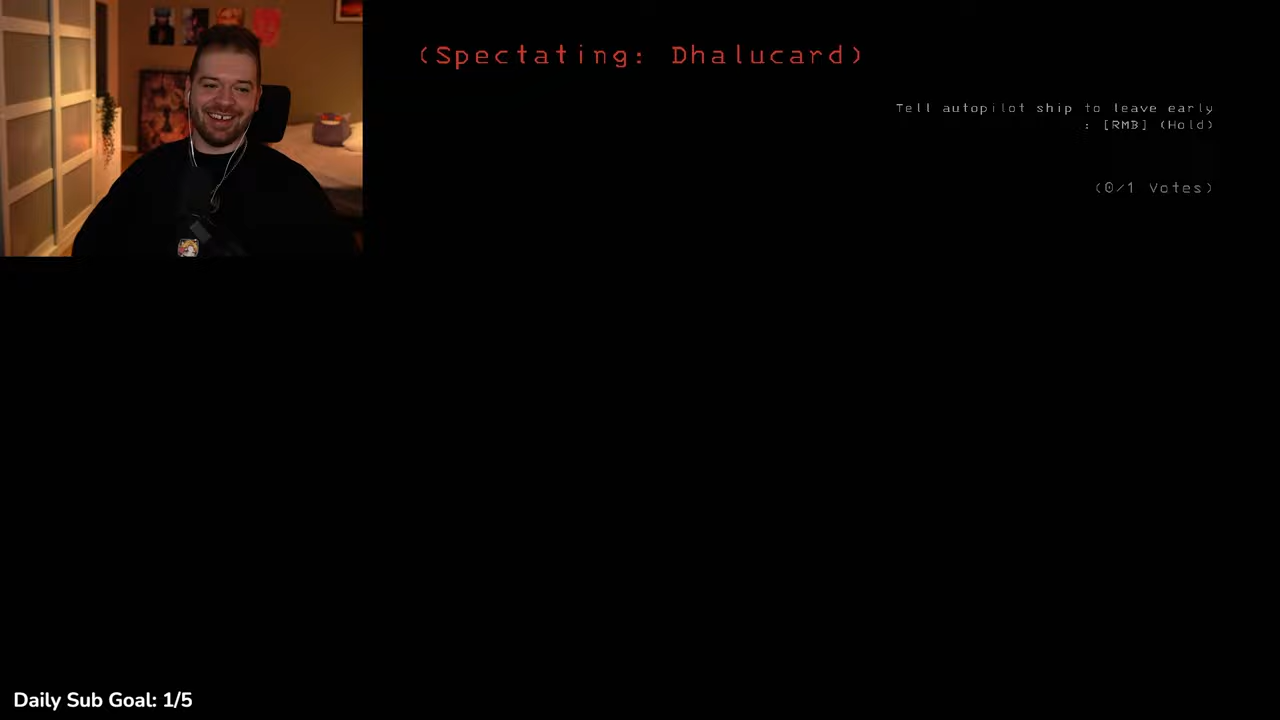 (Spectating: Dhalucard)
Tell autopilot ship to leave early
: [RMB] (Hold)
(0/1 Votes)
Daily Sub Goal: 1/5